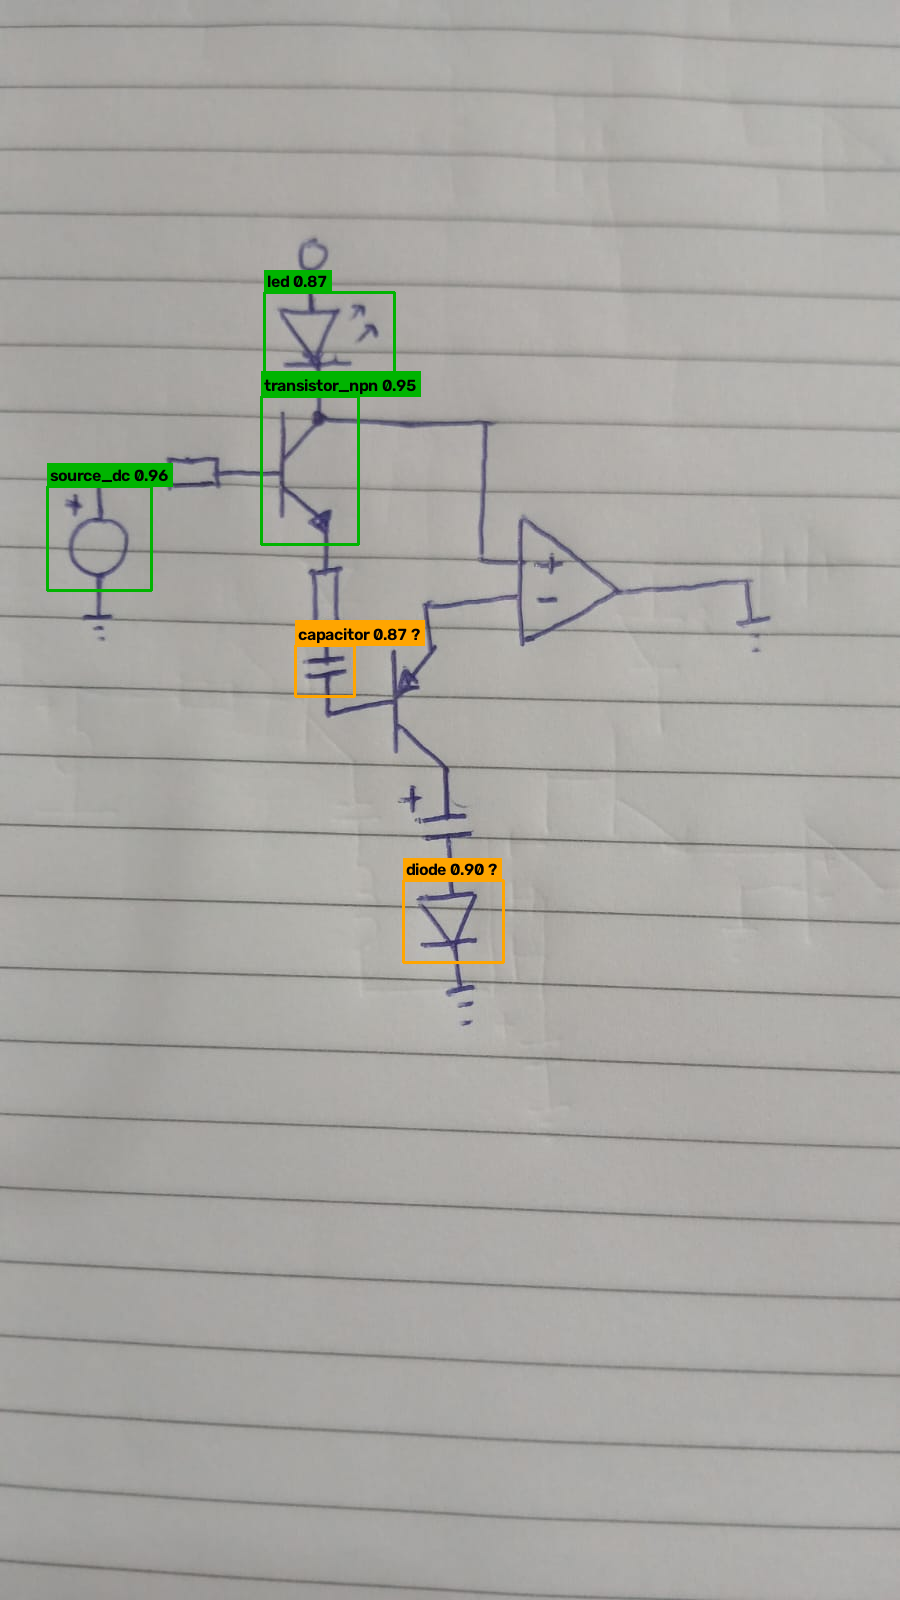 led 0.87
transistor_npn 0.95
source_dc 0.96
+
+
-
capacitor 0.87 ?
+
diode 0.90 ?